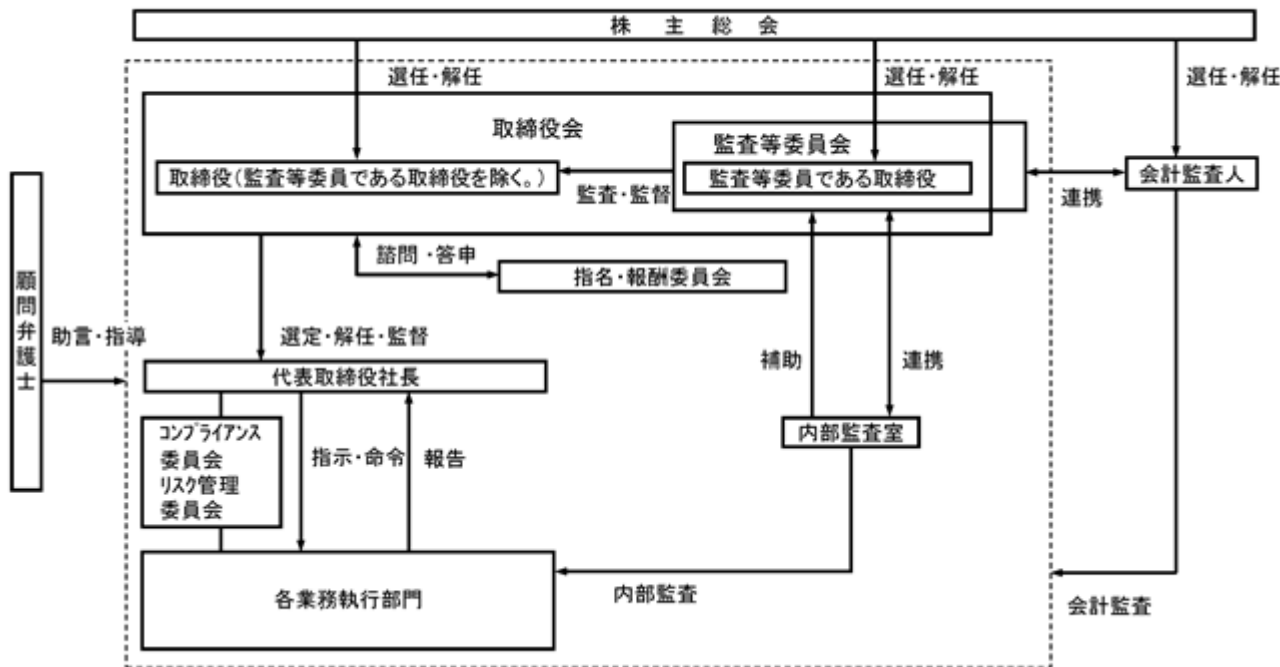 株主総会
選任・解任
選任・解任
選任・解任
取締役会
監査等委員会
取締役(監査等委員である取締役を除く。)
監査・監督
監査等委員である取締役
連携
会計監査人
諮問・答申
指名・報酬委員会
顧問弁護士
助言・指導
選定・解任・監督
代表取締役社長
補助
連携
コンプライアンス
委員会
リスク管理
委員会
指示・命令
報告
内部監査室
各業務執行部門
内部監査
会計監査